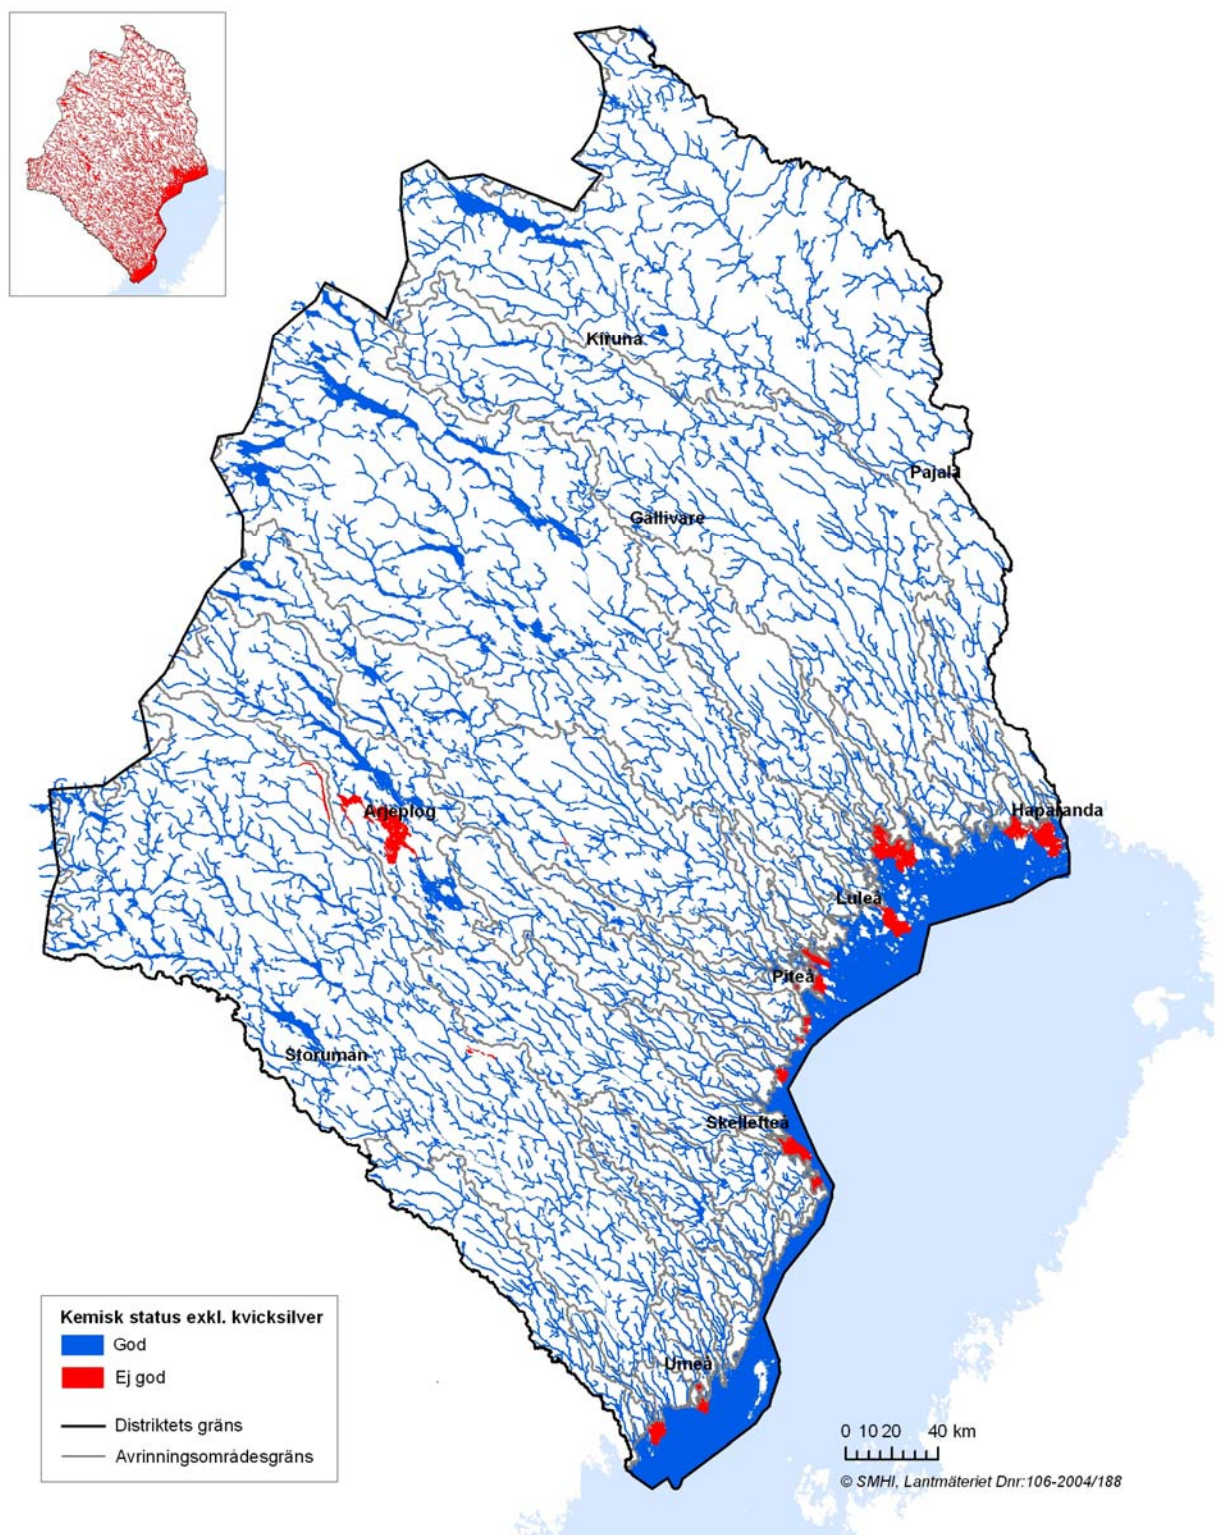 Kiruna
Pajala
Gällivare
Arjeplog
Haparanda
Luleå
Piteå
Storuman
Skellefteå
Umeå
Kemisk status exkl. kvicksilver
God
Ej god
Distriktets gräns
Avrinningsområdesgräns
0 10 20 40 km
© SMHI, Lantmäteriet Dnr:106-2004/188